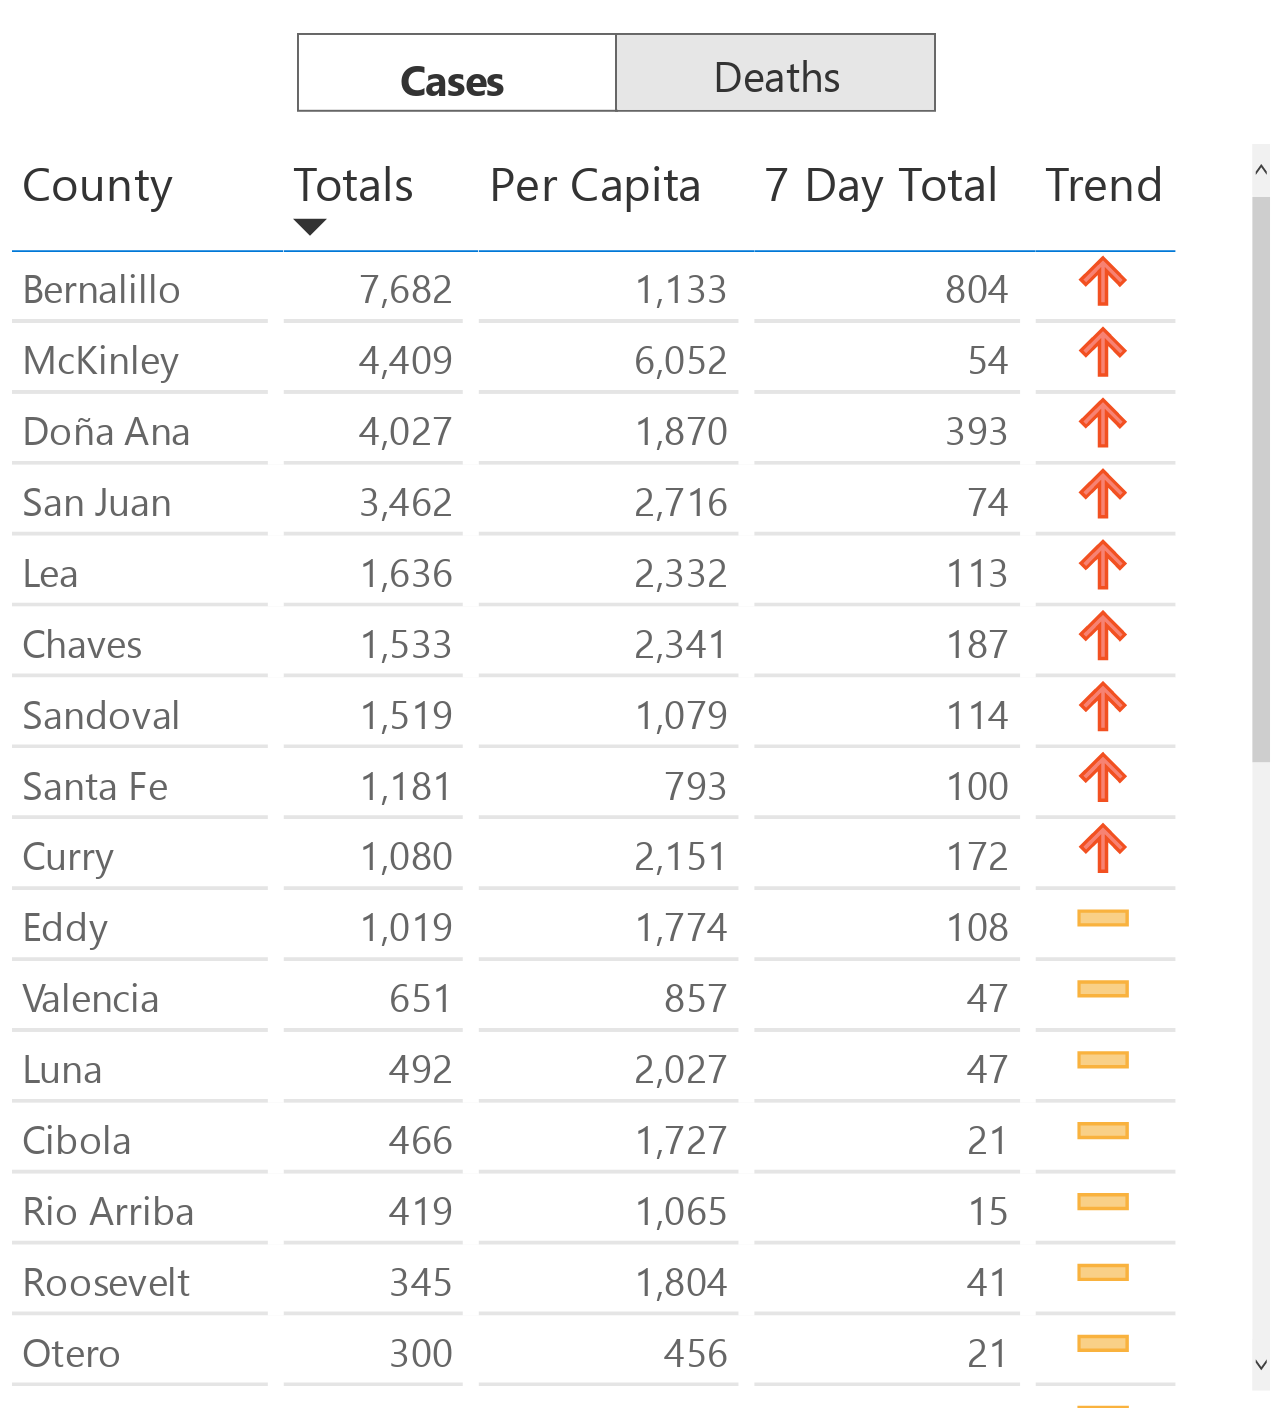 Cases Deaths
County Totals Per Capita 7 Day Total Trend
Bernalillo 7,682 1,133 804
McKinley 4,409 6,052 54
Doña Ana 4,027 1,870 393
San Juan 3,462 2,716 74
Lea 1,636 2,332 113
Chaves 1,533 2,341 187
Sandoval 1,519 1,079 114
Santa Fe 1,181 793 100
Curry 1,080 2,151 172
Eddy 1,019 1,774 108
Valencia 651 857 47
Luna 492 2,027 47
Cibola 466 1,727 21
Rio Arriba 419 1,065 15
Roosevelt 345 1,804 41
Otero 300 456 21